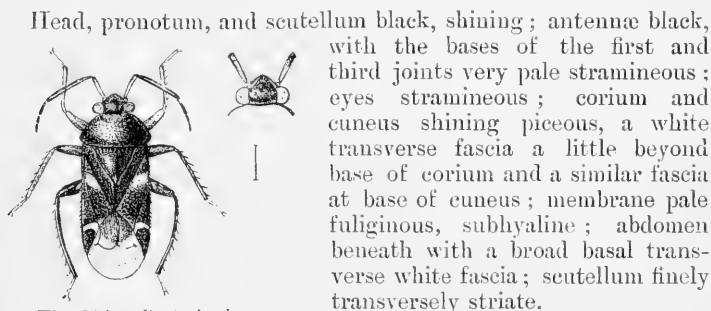 Head, pronotum, and scutellum black, shining; antennæ black,
with the bases of the first and
third joints very pale stramineous;
eyes stramineous; corium and
cuneus shining piceous, a white
transverse fascia a little beyond
base of corium and a similar fascia
at base of cuneus; membrane pale
fuliginous, subhyaline; abdomen
beneath with a broad basal trans-
verse white fascia; scutellum finely
transversely striate.